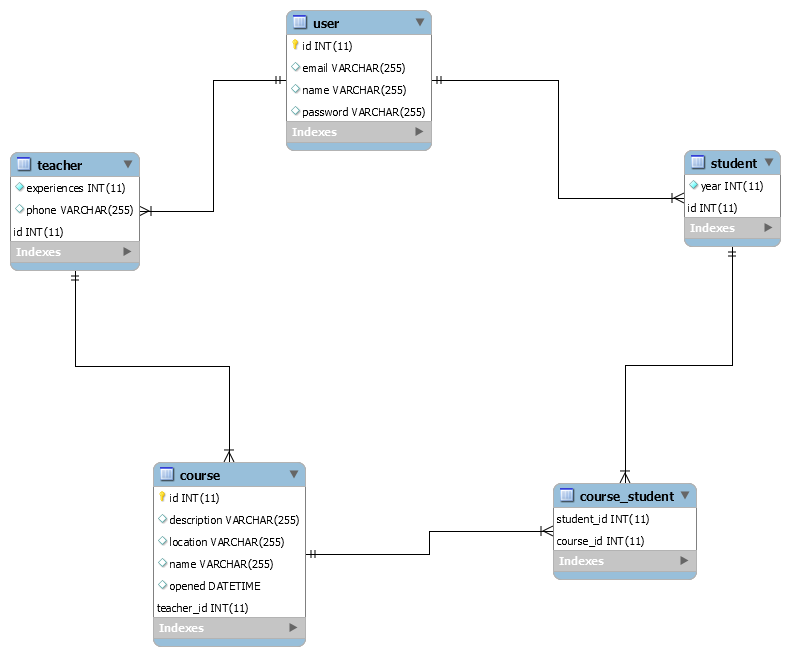 user
id INT(11)
email VARCHAR(255)
name VARCHAR(255)
password VARCHAR(255)
Indexes
teacher
experiences INT(11)
phone VARCHAR(255)
id INT(11)
Indexes
student
year INT(11)
id INT(11)
Indexes
course
id INT(11)
description VARCHAR(255)
location VARCHAR(255)
name VARCHAR(255)
opened DATETIME
teacher_id INT(11)
Indexes
course_student
student_id INT(11)
course_id INT(11)
Indexes